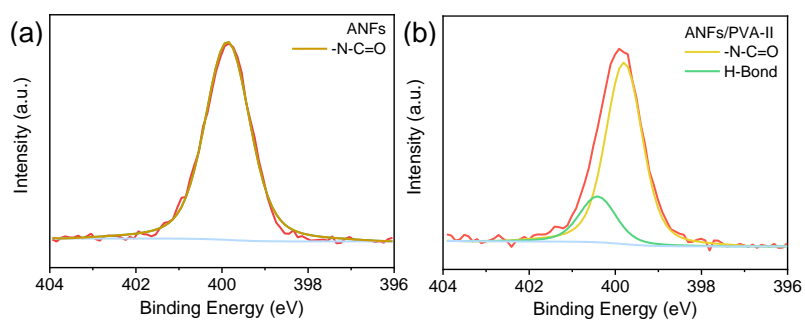 (a)
ANFs
-N-C=O
Intensity (a.u.)
404 402 400 398 396
Binding Energy (eV)
(b)
ANFs/PVA-II
-N-C=O
H-Bond
Intensity (a.u.)
404 402 400 398 396
Binding Energy (eV)